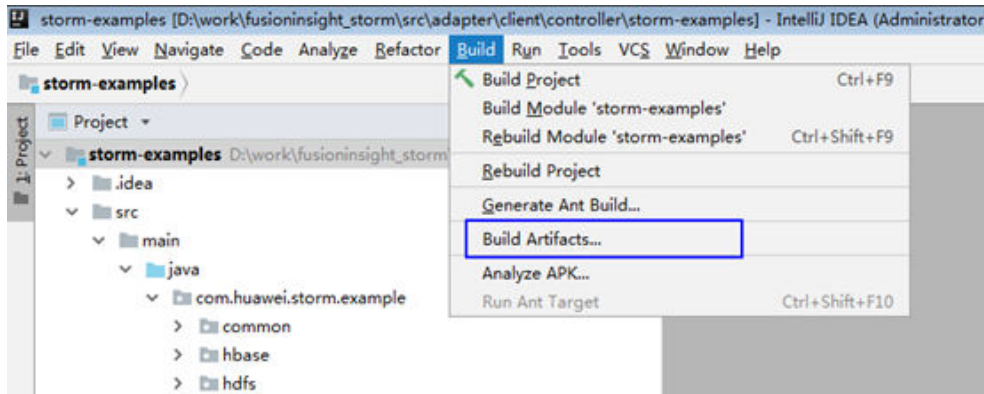 storm-examples [D:\work\fusioninsight_storm\src\adapter\client\controller\storm-examples] - IntelliJ IDEA (Administrator
File Edit View Navigate Code Analyze Refactor Build Run Tools VCS Window Help
storm-examples
Build Project Ctrl+F9
Build Module 'storm-examples'
Rebuild Module 'storm-examples' Ctrl+Shift+F9
Rebuild Project
Generate Ant Build...
Build Artifacts...
Analyze APK...
Run Ant Target Ctrl+Shift+F10
1: Project
Project
storm-examples D:\work\fusioninsight_storm
.idea
src
main
java
com.huawei.storm.example
common
hbase
hdfs